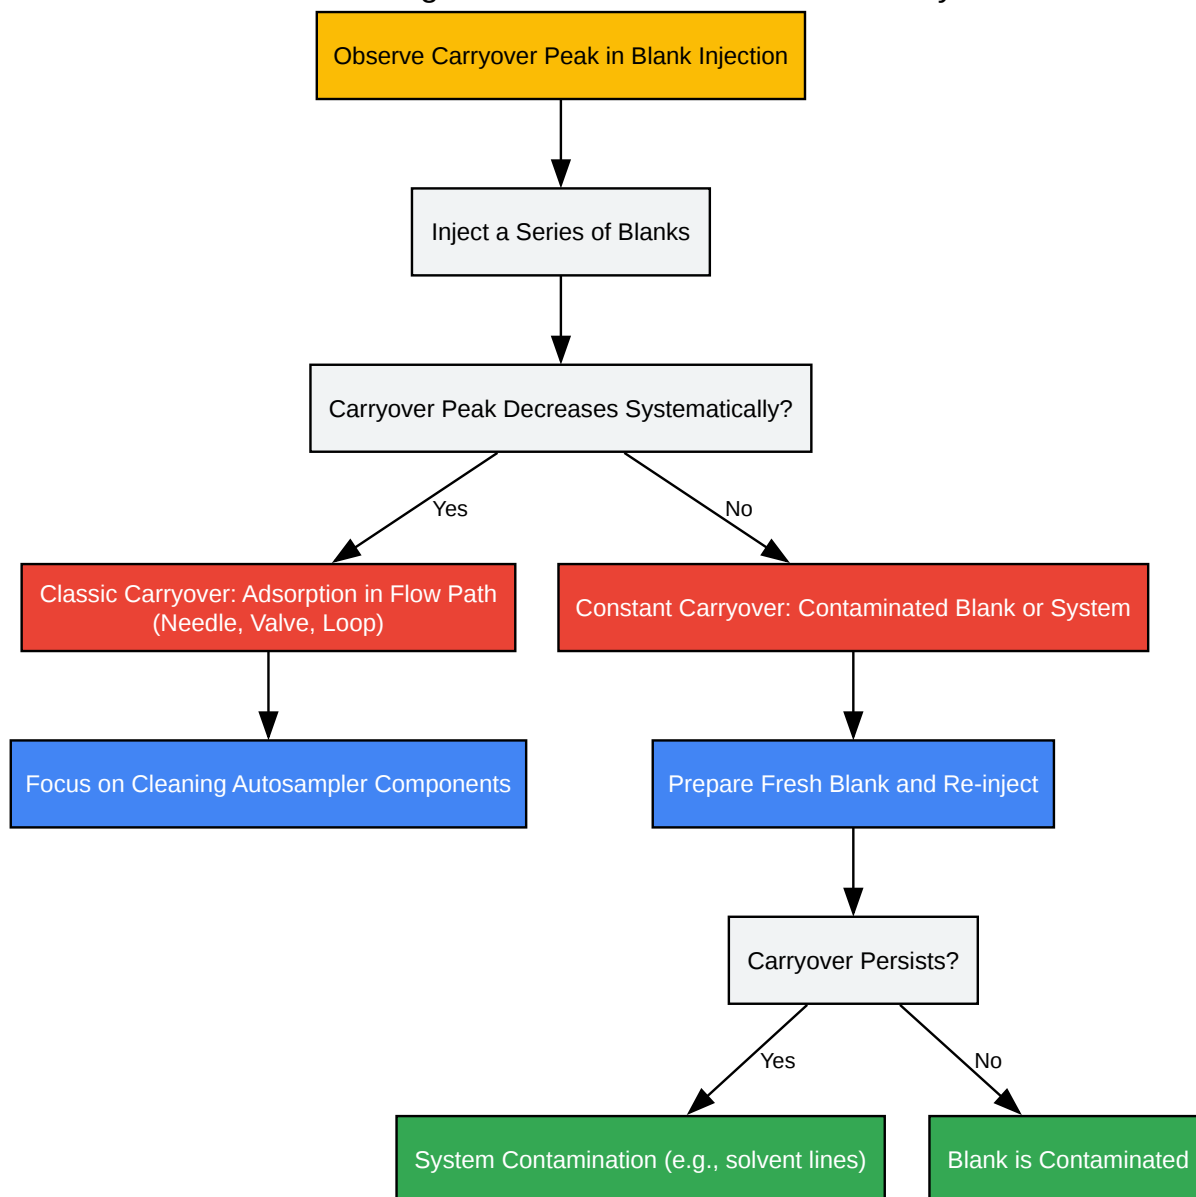 Observe Carryover Peak in Blank Injection
Inject a Series of Blanks
Carryover Peak Decreases Systematically?
Yes
No
Classic Carryover: Adsorption in Flow Path
(Needle, Valve, Loop)
Constant Carryover: Contaminated Blank or System
Focus on Cleaning Autosampler Components
Prepare Fresh Blank and Re-inject
Carryover Persists?
Yes
No
System Contamination (e.g., solvent lines)
Blank is Contaminated